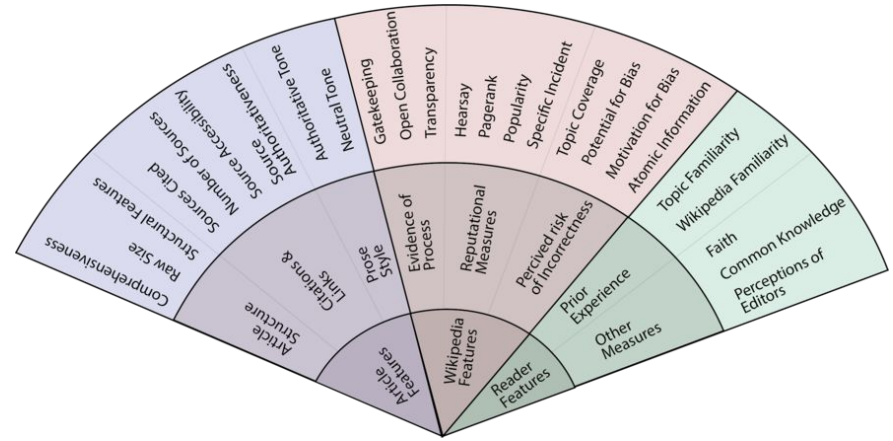 Comprehensiveness
Raw Size
Structural Features
Sources Cited
Number of Sources
Source Accessibility
Source
Authoritativeness
Authoritative Tone
Neutral Tone
Gatekeeping
Open Collaboration
Transparency
Hearsay
Pagerank
Popularity
Specific Incident
Topic Coverage
Potential for Bias
Motivation for Bias
Atomic Information
Topic Familiarity
Wikipedia Familiarity
Faith
Common Knowledge
Perceptions of
Editors
Article
Structure
Citations &
Links
Prose
Style
Evidence of
Process
Reputational
Measures
Percived risk
of Incorrectness
Prior
Experience
Other
Measures
Article
Features
Wikipedia
Features
Reader
Features